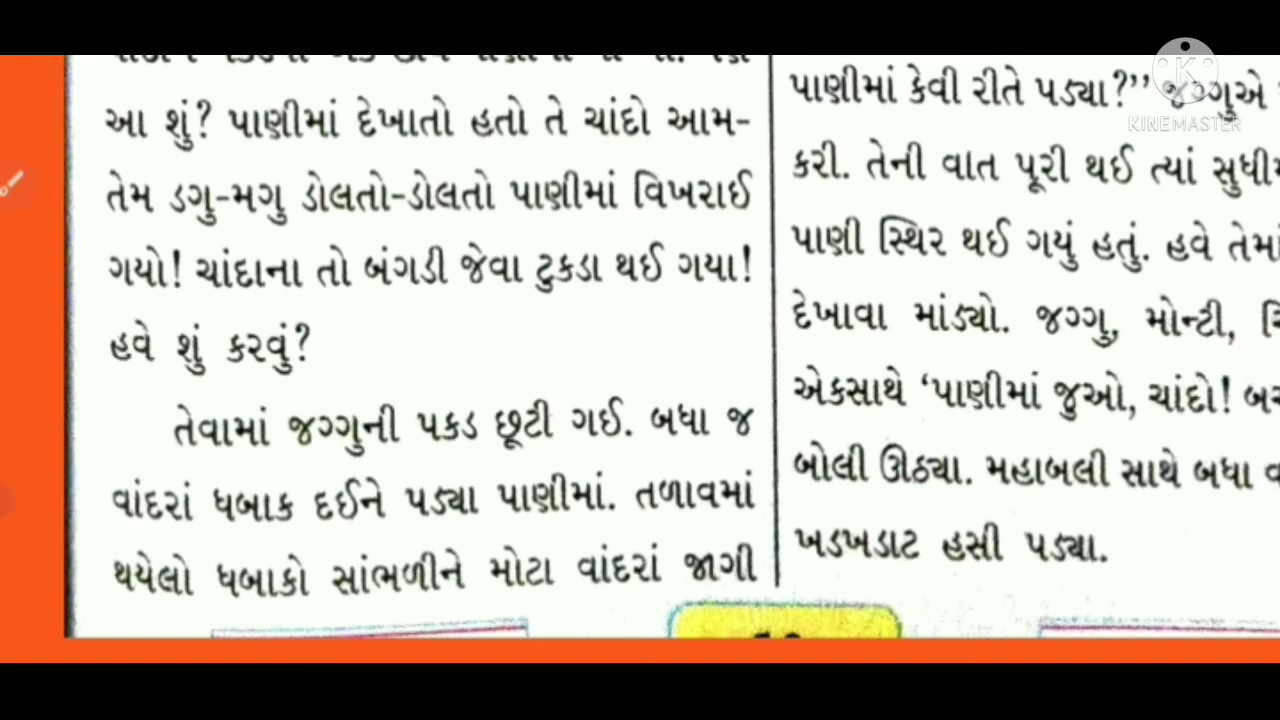 આ શું? પાણીમાં દેખાતો હતો તે ચાંદો આમ-
તેમ ડગુ-મગુ ડોલતો-ડોલતો પાણીમાં વિખરાઈ
ગયો! ચાંદાના તો બંગડી જેવા ટુકડા થઈ ગયા!
હવે શું કરવું?
તેવામાં જગ્ગુની પકડ છૂટી ગઈ. બધા જ
વાંદરાં ધબાક દઈને પડ્યા પાણીમાં. તળાવમાં
થયેલો ધબાકો સાંભળીને મોટા વાંદરાં જાગી
પાણીમાં કેવી રીતે પડ્યા?’’ જગ્ગુએ
કરી. તેની વાત પૂરી થઈ ત્યાં
પાણી સ્થિર થઈ ગયું હતું. હવે
દેખાવા માંડ્યો. જગ્ગુ, મોન્ટી,
એકસાથે ‘પાણીમાં જુઓ, ચાંદો!
બોલી ઊઠ્યા. મહાબલી સાથે બધા
ખડખડાટ હસી પડ્યા.
KINEMASTER